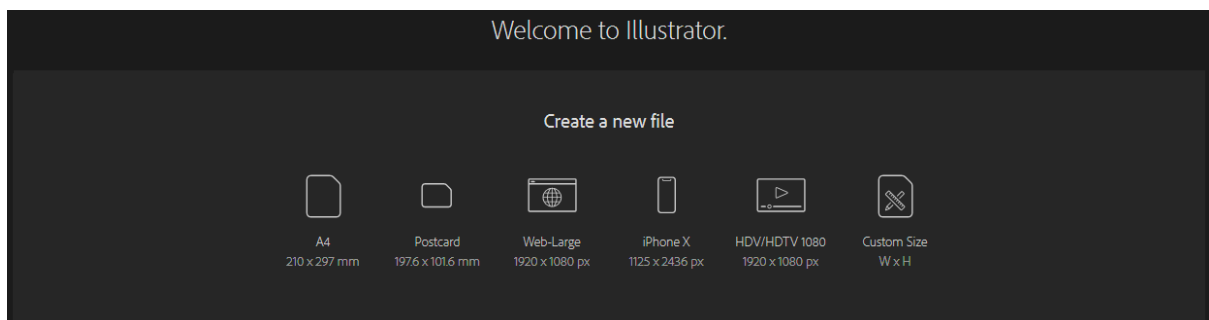 Welcome to Illustrator.
Create a new file
A4
210 x 297 mm
Postcard
197.6 x 101.6 mm
Web-Large
1920 x 1080 px
iPhone X
1125 x 2436 px
HDV/HDTV 1080
1920 x 1080 px
Custom Size
W x H